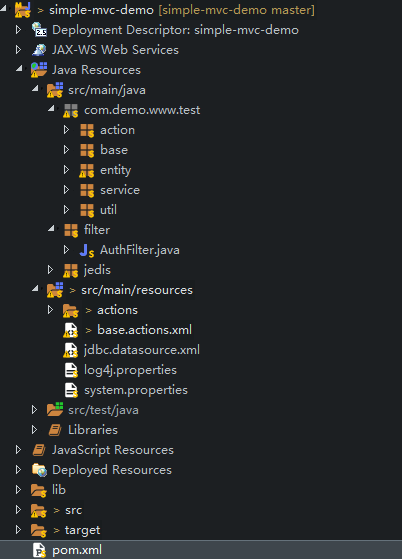 > simple-mvc-demo [simple-mvc-demo master]
Deployment Descriptor: simple-mvc-demo
JAX-WS Web Services
Java Resources
src/main/java
com.demo.www.test
action
base
entity
service
util
filter
AuthFilter.java
jedis
> src/main/resources
> actions
> base.actions.xml
jdbc.datasource.xml
log4j.properties
system.properties
src/test/java
Libraries
JavaScript Resources
Deployed Resources
lib
> src
> target
pom.xml